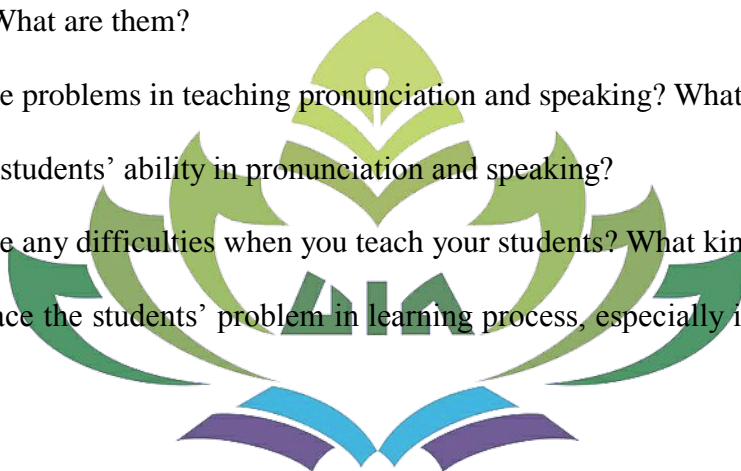 What are them?
e problems in teaching pronunciation and speaking? What
students’ ability in pronunciation and speaking?
e any difficulties when you teach your students? What kin
ace the students’ problem in learning process, especially i